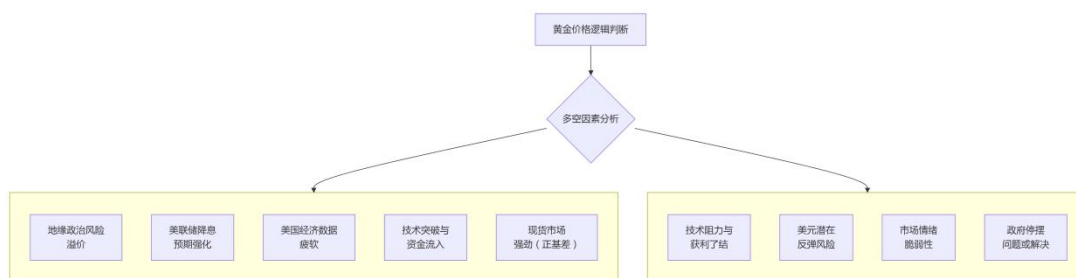 黄金价格逻辑判断
多空因素分析
地缘政治风险
溢价
美联储降息
预期强化
美国经济数据
疲软
技术突破与
资金流入
现货市场
强劲（正基差）
技术阻力与
获利了结
美元潜在
反弹风险
市场情绪
脆弱性
政府停摆
问题或解决